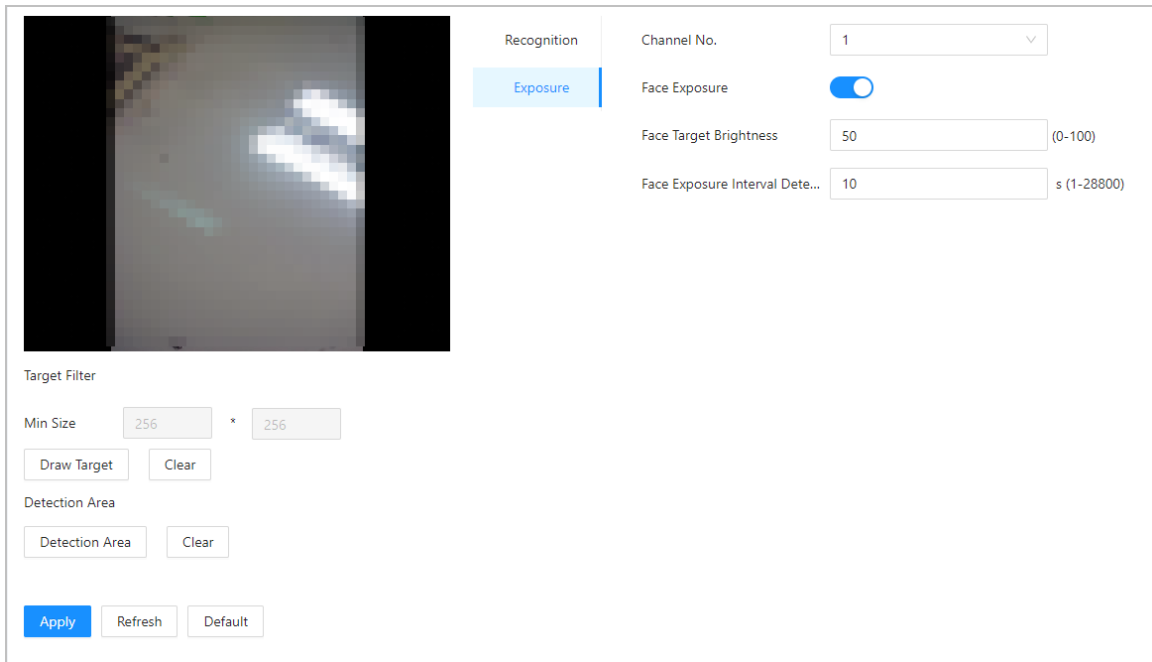 Recognition
Exposure
Channel No. 1
Face Exposure
Face Target Brightness 50 (0-100)
Face Exposure Interval Dete... 10 s (1-28800)
Target Filter
Min Size 256 * 256
Draw Target Clear
Detection Area
Detection Area Clear
Apply Refresh Default